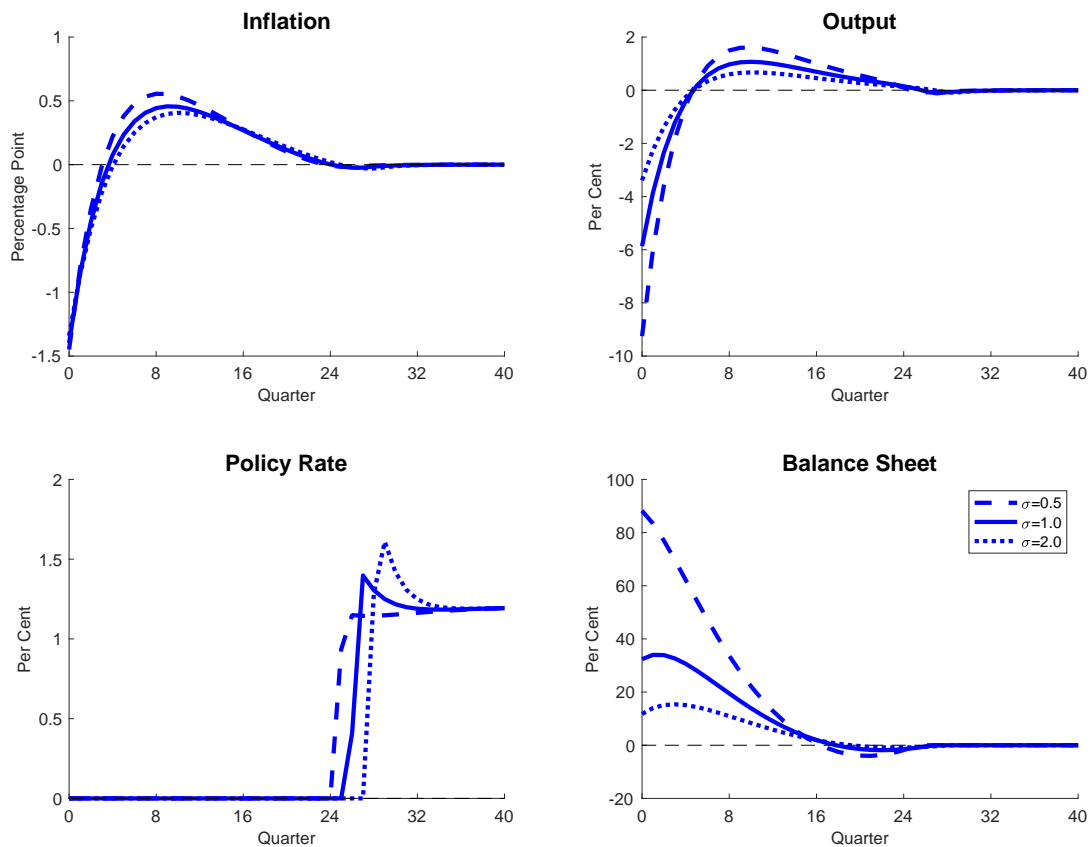 Inflation
Output
1
0.5
0
-0.5
-1
-1.5
Percentage Point
0 8 16 24 32 40
Quarter
2
0
-2
-4
-6
-8
-10
Per Cent
0 8 16 24 32 40
Quarter
Policy Rate
Balance Sheet
2
1.5
1
0.5
0
Per Cent
0 8 16 24 32 40
Quarter
100
80
60
40
20
0
-20
Per Cent
0 8 16 24 32 40
Quarter
σ=0.5
σ=1.0
σ=2.0